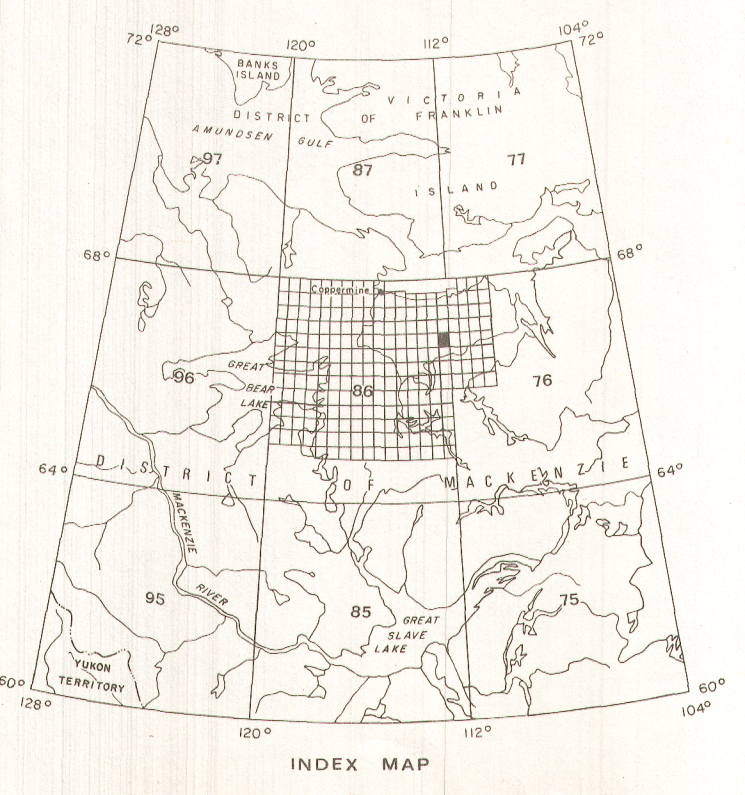 128° 120° 112° 104°
72° 72°
BANKS
ISLAND
VICTORIA
DISTRICT OF FRANKLIN
AMUNDSEN GULF
97 87 77
ISLAND
68° 68°
Coppermine
GREAT
BEAR
LAKE
96 86 76
64° DISTRICT OF MACKENZIE 64°
MACKENZIE
RIVER
95 85 75
GREAT
SLAVE
LAKE
YUKON
TERRITORY
60° 60°
128° 120° 112° 104°
INDEX MAP